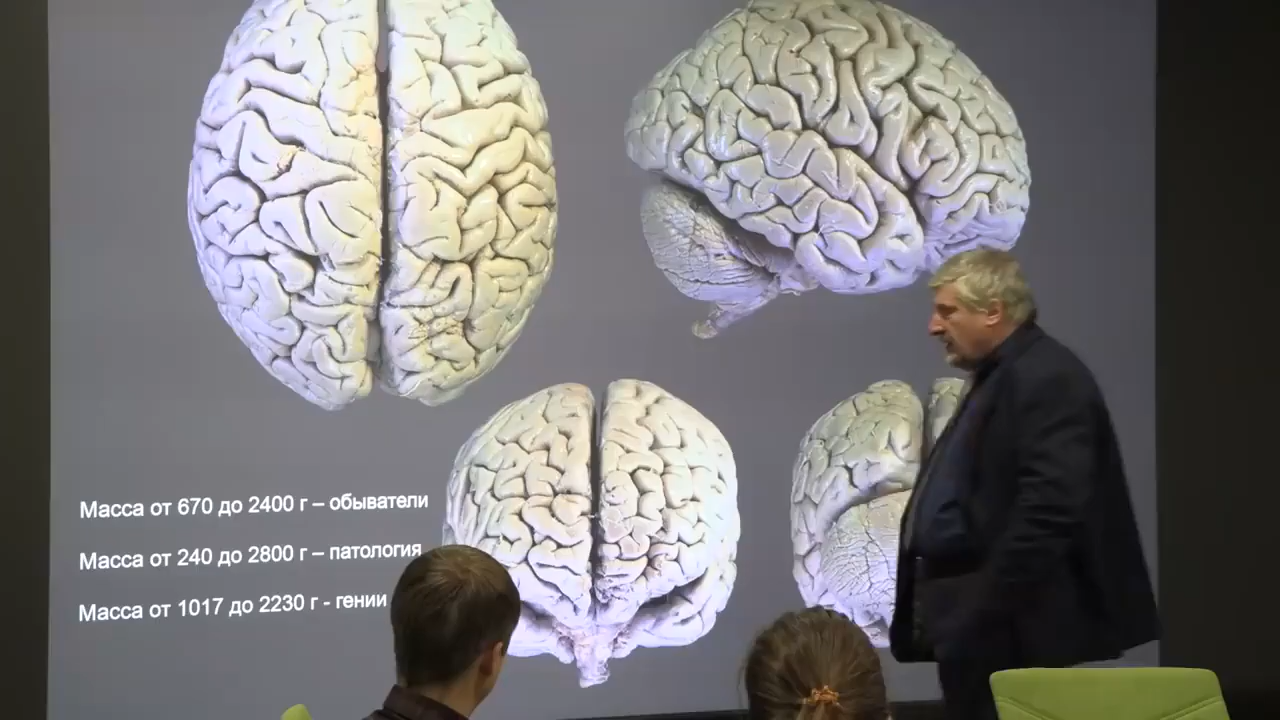 Масса от 670 до 2400 г – обыватели
Масса от 240 до 2800 г – патология
Масса от 1017 до 2230 г - гении